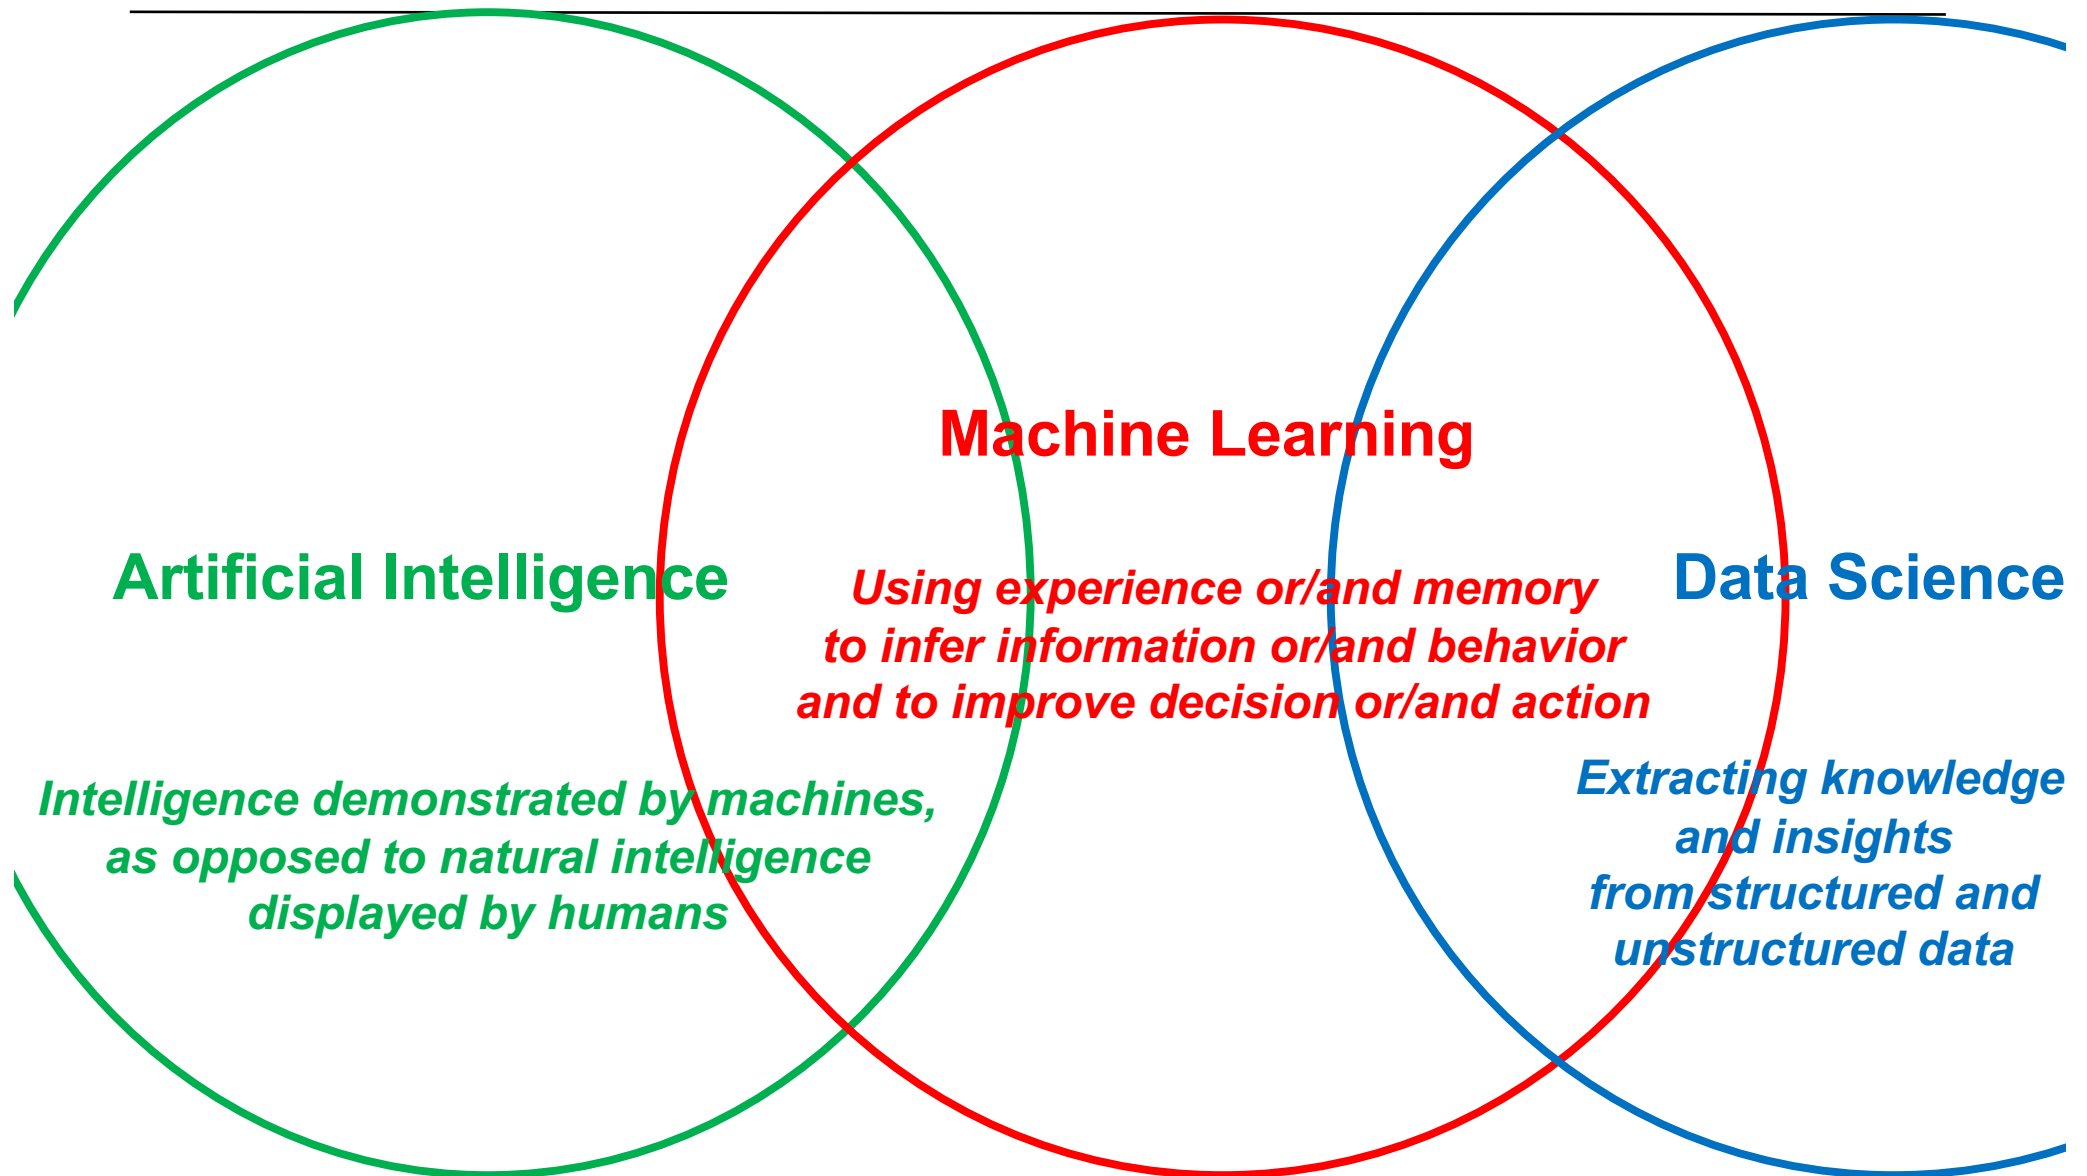 Machine Learning
Artificial Intelligence
Data Science
Using experience or/and memory
to infer information or/and behavior
and to improve decision or/and action
Intelligence demonstrated by machines,
as opposed to natural intelligence
displayed by humans
Extracting knowledge
and insights
from structured and
unstructured data